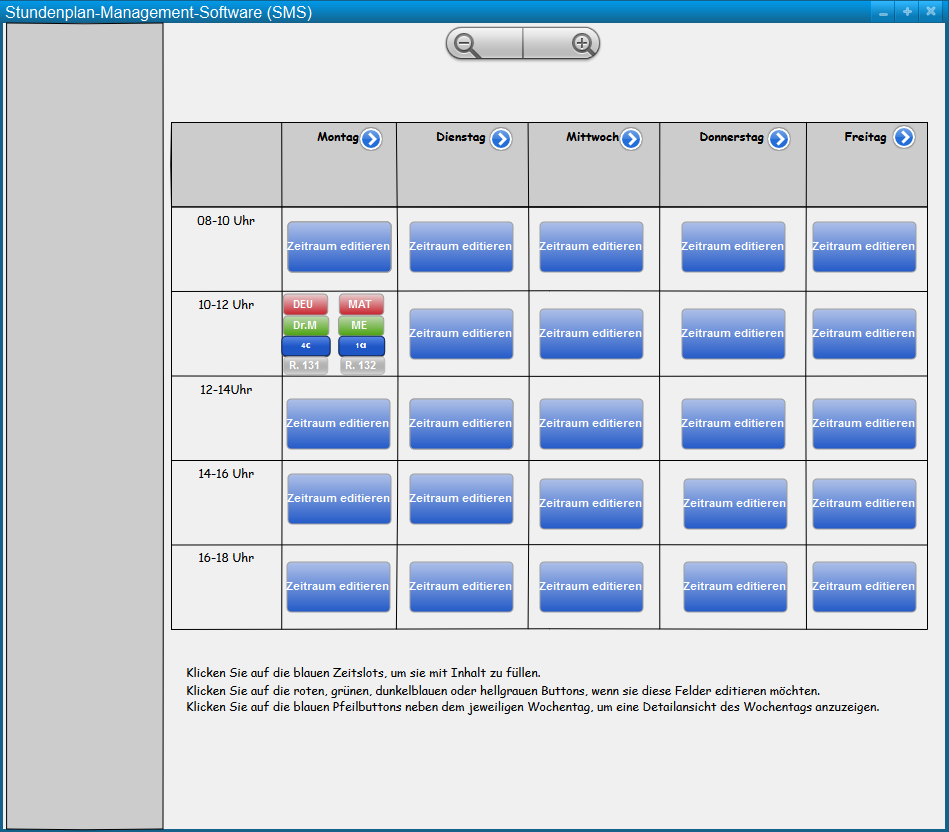 Stundenplan-Management-Software (SMS)
Montag Dienstag Mittwoch Donnerstag Freitag
08-10 Uhr Zeitraum editieren Zeitraum editieren Zeitraum editieren Zeitraum editieren Zeitraum editieren
10-12 Uhr DEU MAT
Dr.M ME Zeitraum editieren Zeitraum editieren Zeitraum editieren Zeitraum editieren
4C
R. 131 R. 132
12-14Uhr
Zeitraum editieren Zeitraum editieren Zeitraum editieren Zeitraum editieren Zeitraum editieren
14-16 Uhr
Zeitraum editieren Zeitraum editieren Zeitraum editieren Zeitraum editieren Zeitraum editieren
16-18 Uhr
Zeitraum editieren Zeitraum editieren Zeitraum editieren Zeitraum editieren Zeitraum editieren
Klicken Sie auf die blauen Zeitslots, um sie mit Inhalt zu füllen.
Klicken Sie auf die roten, grünen, dunkelblauen oder hellgrauen Buttons, wenn sie diese Felder editieren möchten.
Klicken Sie auf die blauen Pfeilbuttons neben dem jeweiligen Wochentag, um eine Detailansicht des Wochentags anzuzeigen.